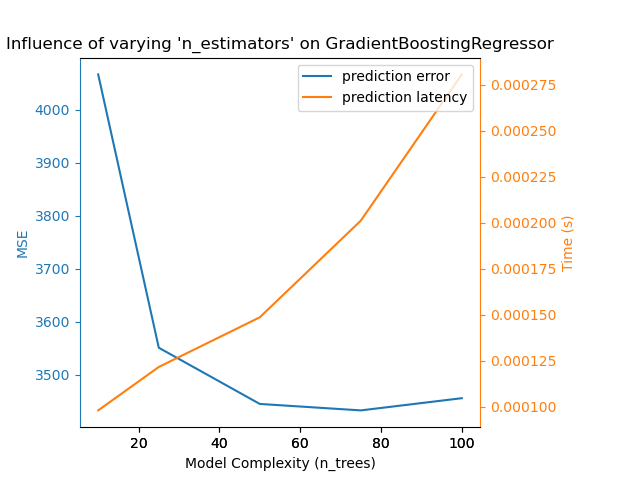 Influence of varying 'n_estimators' on GradientBoostingRegressor
prediction error
prediction latency
MSE
4000
3900
3800
3700
3600
3500
0.000275
0.000250
0.000225
0.000200
0.000175
0.000150
0.000125
0.000100
Time (s)
20 40 60 80 100
Model Complexity (n_trees)